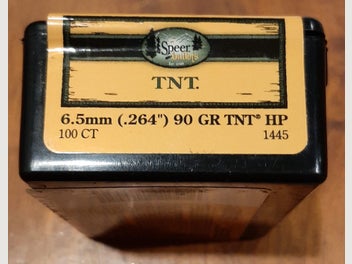 Speer
TNT.
6.5mm (.264") 90 GR TNT® HP
100 CT 1445